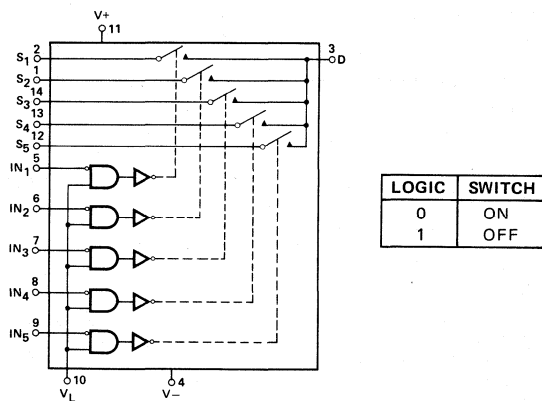 V+
11
2
S1
3
D
1
S2
14
S3
13
S4
12
S5
5
IN1
6
IN2
7
IN3
8
IN4
9
IN5
10
VL
4
V−
LOGIC SWITCH
0 ON
1 OFF